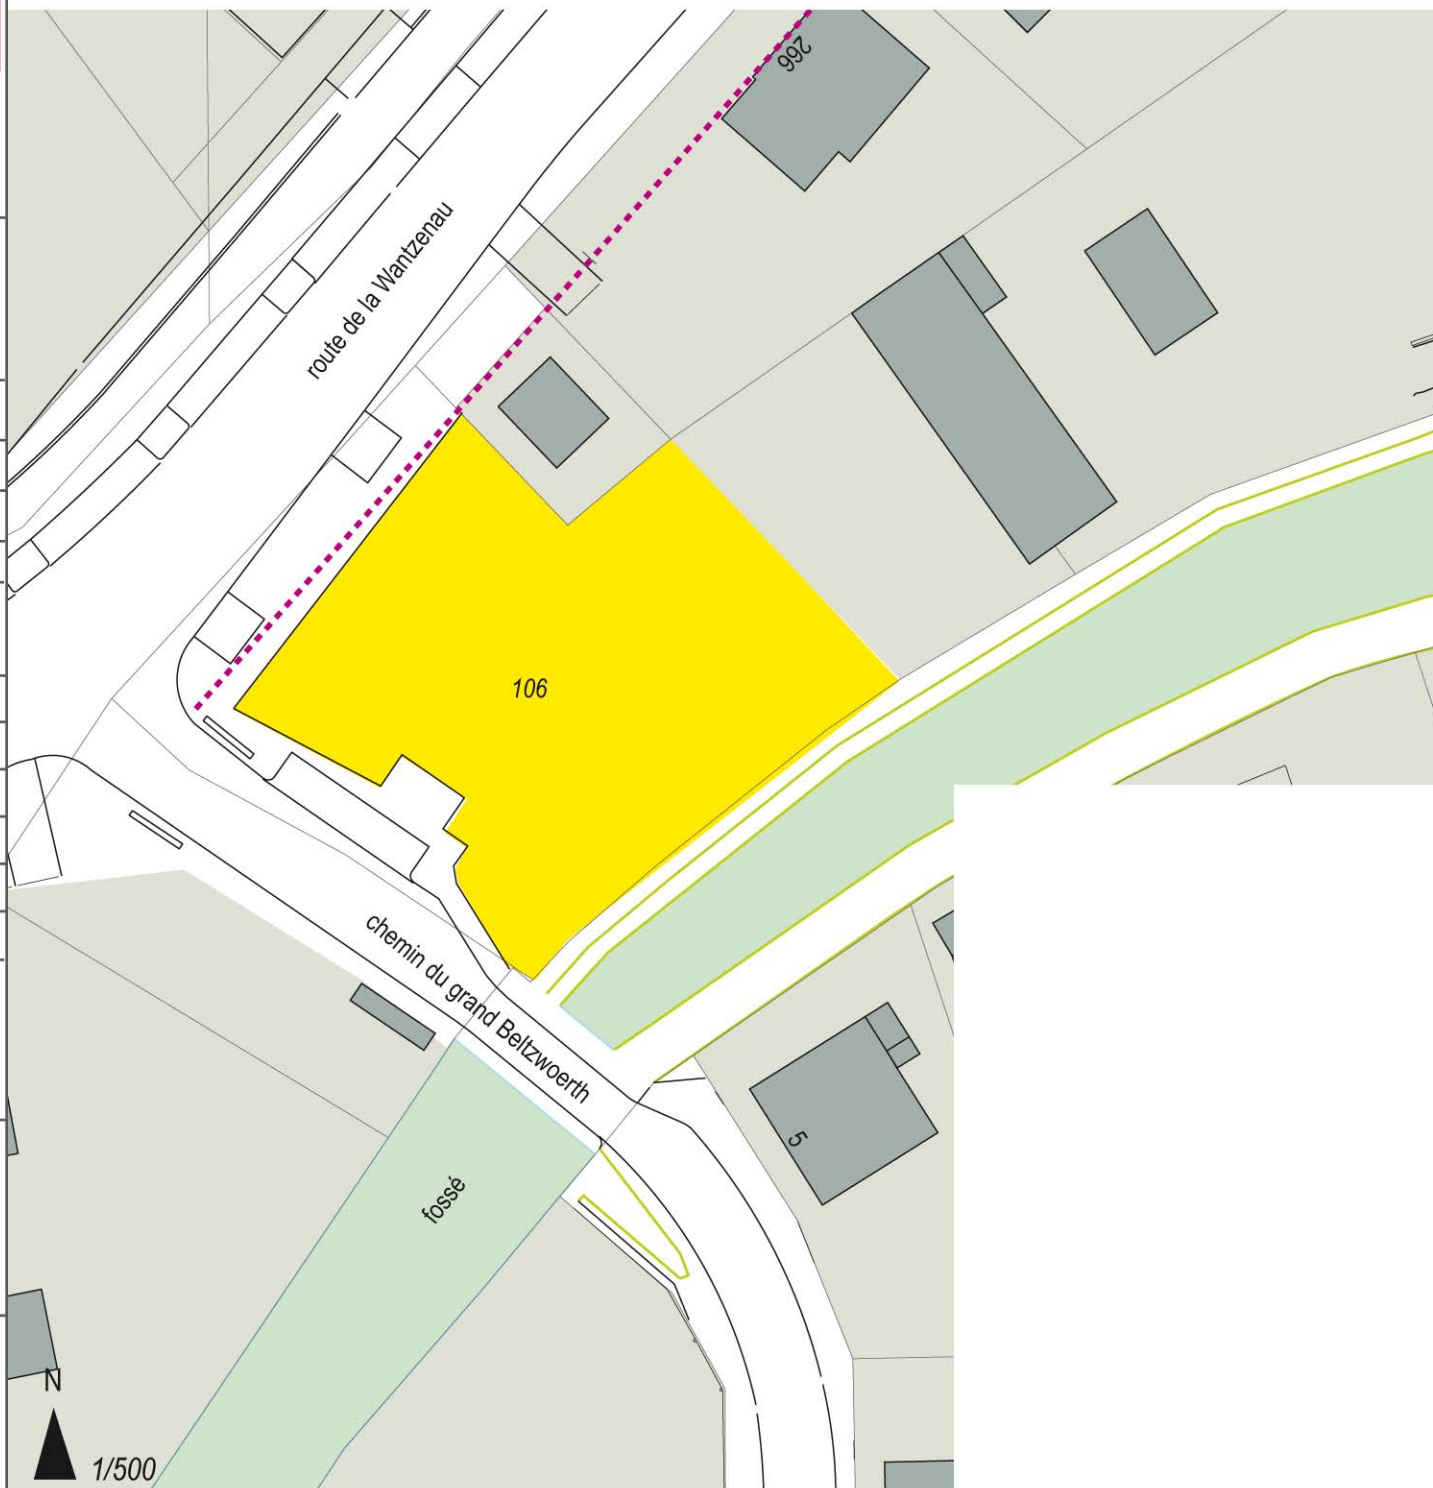 266
route de la Wantzenau
106
chemin du grand Beltzwoerth
5
fossé
N
1/500